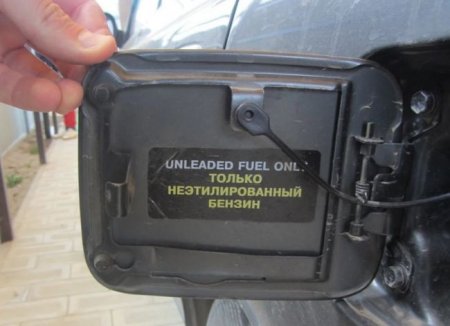 UNLEADED FUEL ONLY
ТОЛЬКО
НЕЭТИЛИРОВАННЫЙ
БЕНЗИН